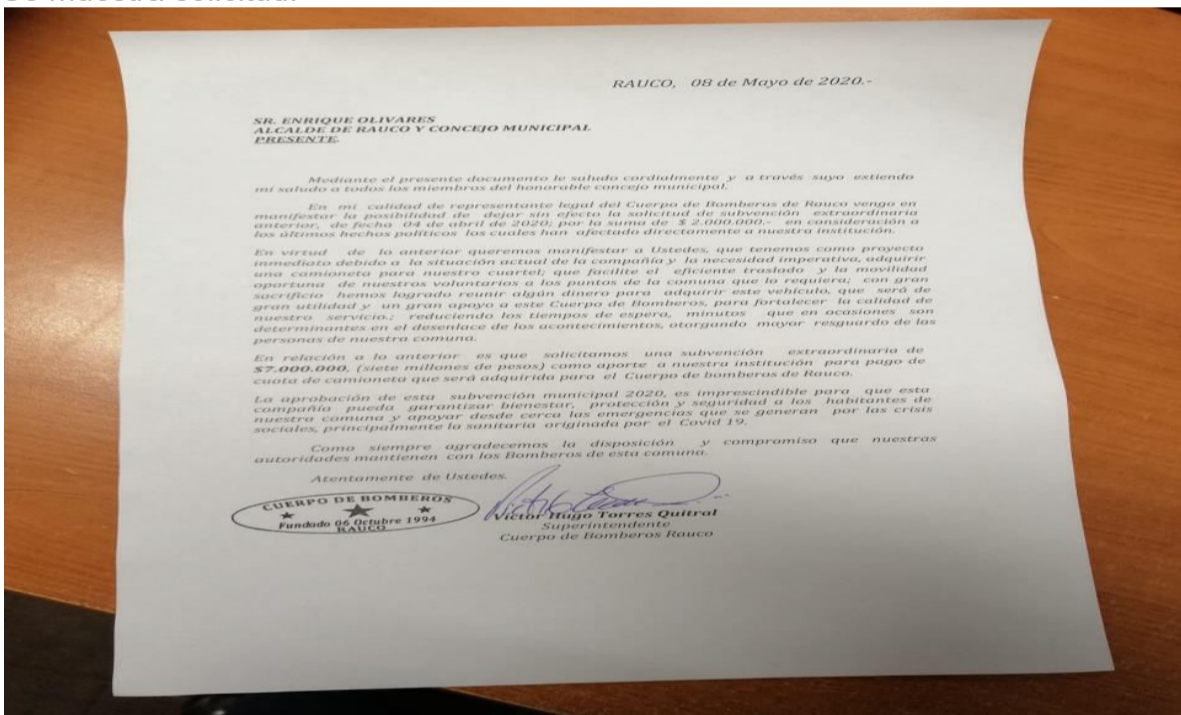 RAUCO, 08 de Mayo de 2020.-
SR. ENRIQUE OLIVARES
ALCALDE DE RAUCO Y CONCEJO MUNICIPAL
PRESENTE.
Mediante el presente documento le saludo cordialmente y a través suyo extiendo
mi saludo a todos los miembros del honorable concejo municipal.
En mi calidad de representante legal del Cuerpo de Bomberos de Rauco vengo en
manifestar la posibilidad de dejar sin efecto la solicitud de subvención extraordinaria
anterior, de fecha 04 de abril de 2020; por la suma de $ 2.000.000.- en consideración a
los últimos hechos políticos los cuales han afectado directamente a nuestra institución.
En virtud de lo anterior queremos manifestar a Ustedes, que tenemos como proyecto
inmediato debido a la situación actual de la compañía y la necesidad imperativa, adquirir
una camioneta para nuestro cuartel; que facilite el eficiente traslado y la movilidad
oportuna de nuestros voluntarios a los puntos de la comuna que lo requiera; con gran
sacrificio hemos logrado reunir algún dinero para adquirir este vehículo, que será de
gran utilidad y un gran apoyo a este Cuerpo de Bomberos, para fortalecer la calidad de
nuestro servicio.; reduciendo los tiempos de espera, minutos que en ocasiones son
determinantes en el desenlace de los acontecimientos, otorgando mayor resguardo de las
personas de nuestra comuna.
En relación a lo anterior es que solicitamos una subvención extraordinaria de
$7.000.000, (siete millones de pesos) como aporte a nuestra institución para pago de
cuota de camioneta que será adquirida para el Cuerpo de bomberos de Rauco.
La aprobación de esta subvención municipal 2020, es imprescindible para que esta
compañía pueda garantizar bienestar, protección y seguridad a los habitantes de
nuestra comuna y apoyar desde cerca las emergencias que se generan por las crisis
sociales, principalmente la sanitaria originada por el Covid 19.
Como siempre agradecemos la disposición y compromiso que nuestras
autoridades mantienen con los Bomberos de esta comuna.
Atentamente de Ustedes.
CUERPO DE BOMBEROS
Fundado 06 Octubre 1994
RAUCO
Victor Hugo Torres Quitral
Superintendente
Cuerpo de Bomberos Rauco